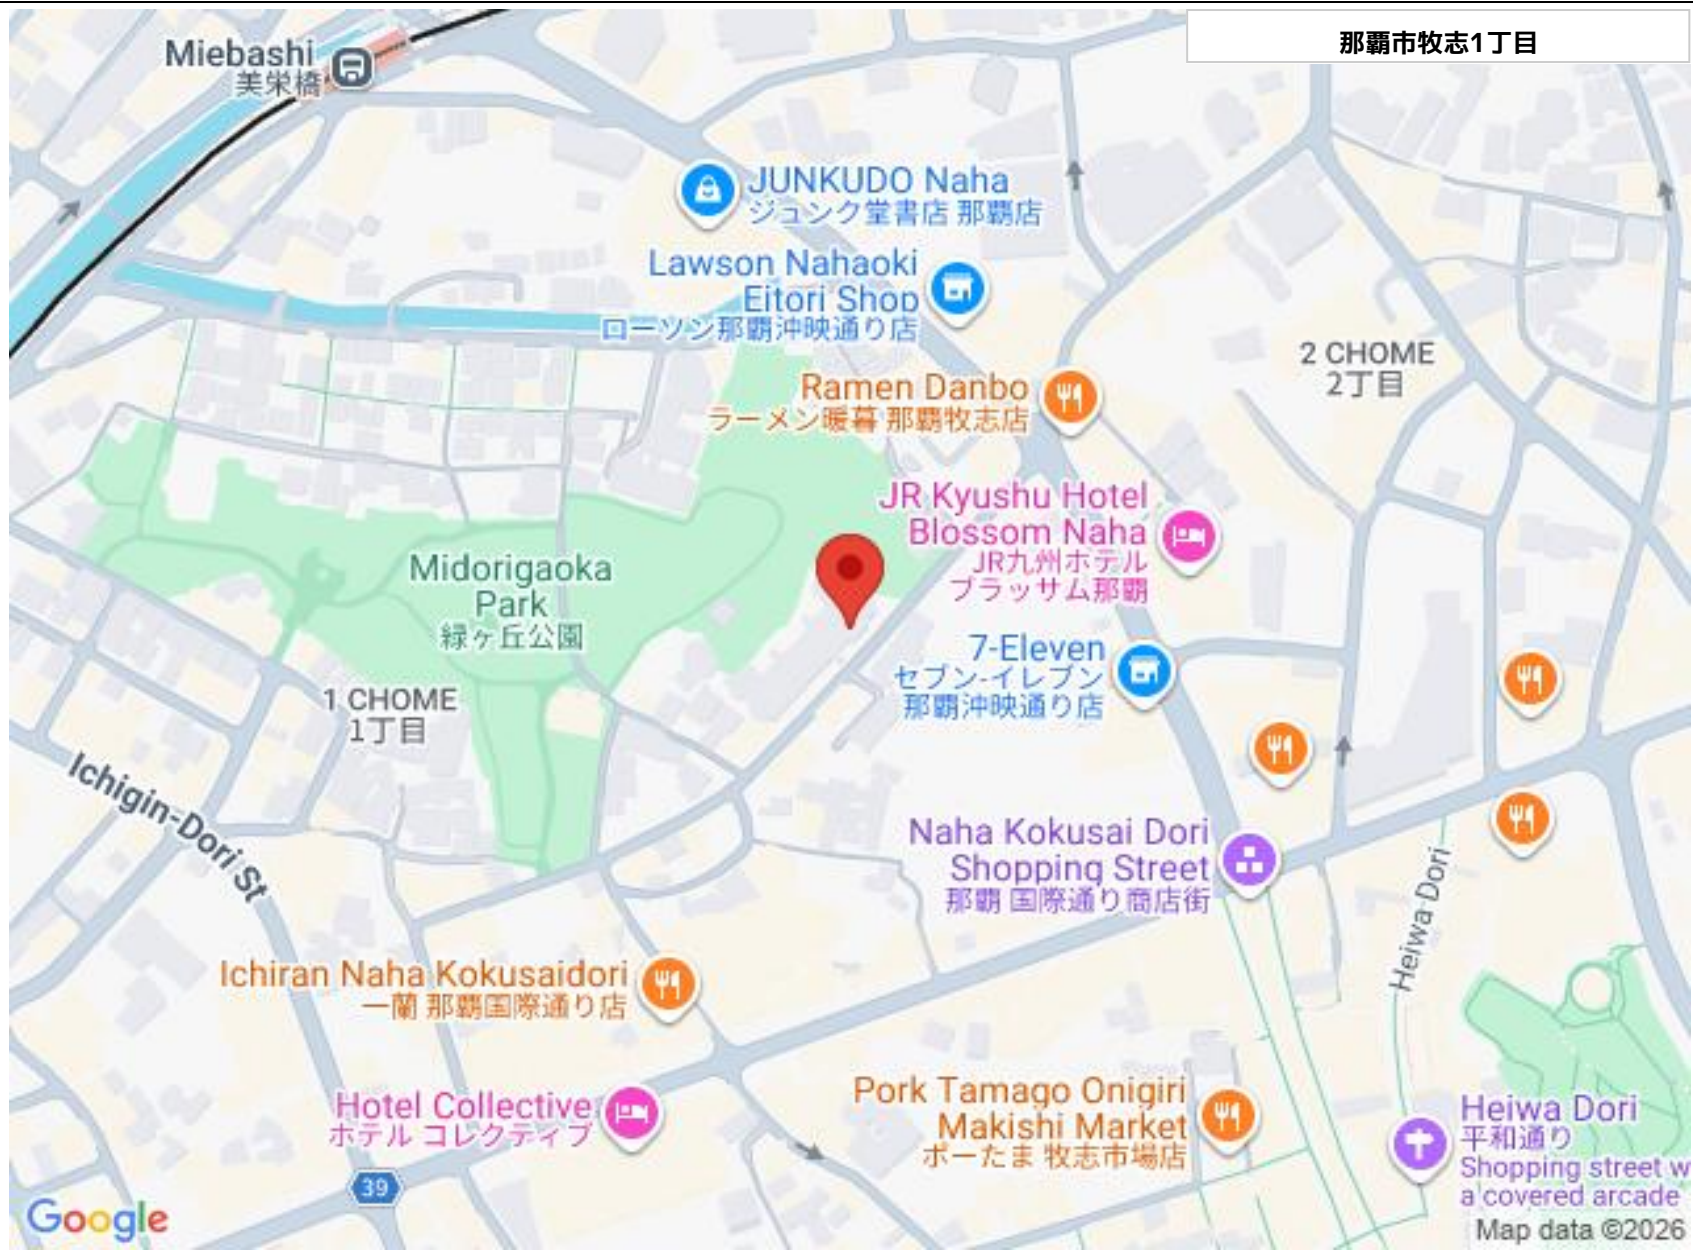 那覇市牧志1丁目
Miebashi
美栄橋
JUNKUDO Naha
ジュンク堂書店 那覇店
Lawson Nahaoki
Eitori Shop
ローソン那覇沖映通り店
Ramen Danbo
ラーメン暖暮 那覇牧志店
2 CHOME
2丁目
JR Kyushu Hotel
Blossom Naha
JR九州ホテル
ブラッサム那覇
Midorigaoka
Park
緑ヶ丘公園
7-Eleven
セブン-イレブン
那覇沖映通り店
1 CHOME
1丁目
Ichigin-Dori St
Naha Kokusai Dori
Shopping Street
那覇 国際通り商店街
Heiwa Dori
Ichiran Naha Kokusaidori
一蘭 那覇国際通り店
Hotel Collective
ホテル コレクティブ
Pork Tamago Onigiri
Makishi Market
ポーたま 牧志市場店
Heiwa Dori
平和通り
Shopping street w
a covered arcade
39
Google
Map data ©2026